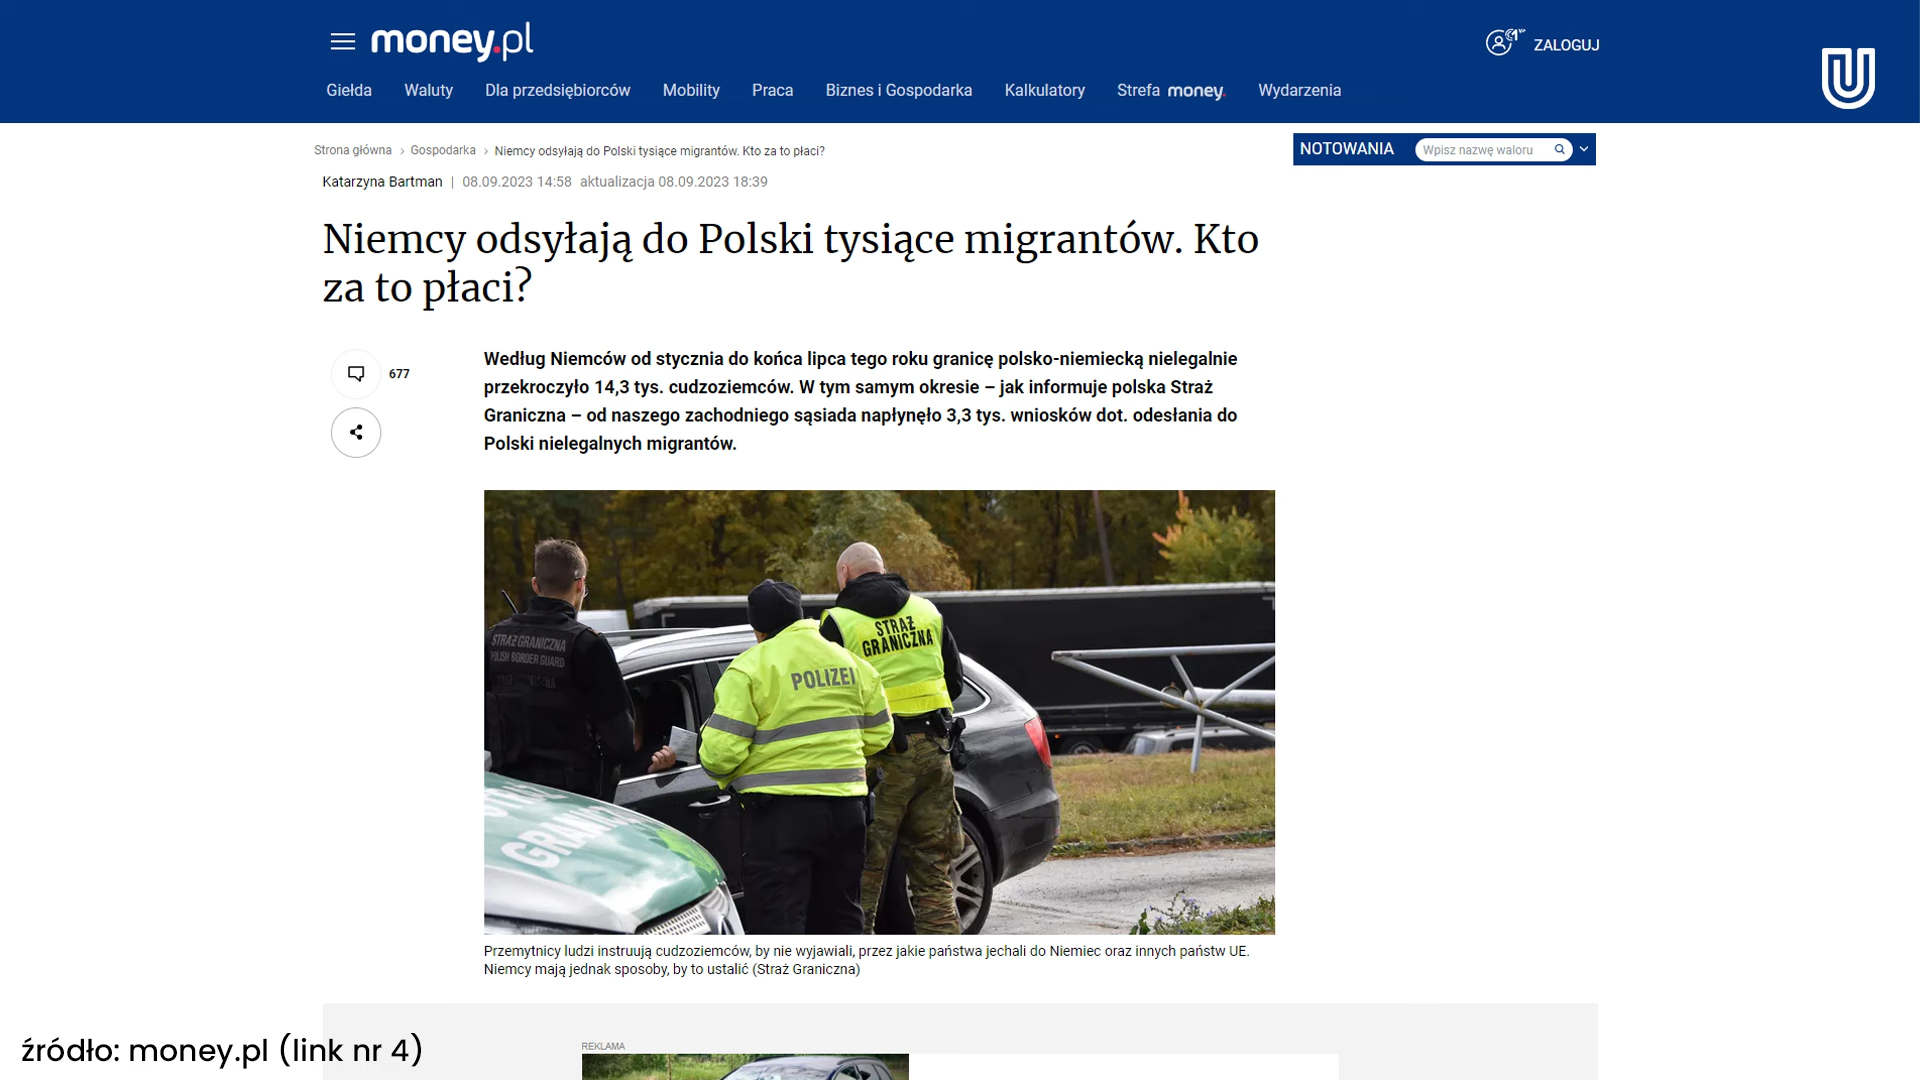 money.pl
ZALOGUJ
Giełda Waluty Dla przedsiębiorców Mobility Praca Biznes i Gospodarka Kalkulatory Strefa money. Wydarzenia
Strona główna › Gospodarka › Niemcy odsyłają do Polski tysiące migrantów. Kto za to płaci?
NOTOWANIA Wpisz nazwę waloru
Katarzyna Bartman | 08.09.2023 14:58 aktualizacja 08.09.2023 18:39
Niemcy odsyłają do Polski tysiące migrantów. Kto
za to płaci?
677
Według Niemców od stycznia do końca lipca tego roku granicę polsko-niemiecką nielegalnie
przekroczyło 14,3 tys. cudzoziemców. W tym samym okresie – jak informuje polska Straż
Graniczna – od naszego zachodniego sąsiada napłynęło 3,3 tys. wniosków dot. odesłania do
Polski nielegalnych migrantów.
STRAŻ GRANICZNA
POLISH BORDER GUARD
POLIZEI
STRAŻ
GRANICZNA
Przemytnicy ludzi instruują cudzoziemców, by nie wyjawiali, przez jakie państwa jechali do Niemiec oraz innych państw UE.
Niemcy mają jednak sposoby, by to ustalić (Straż Graniczna)
REKLAMA
źródło: money.pl (link nr 4)